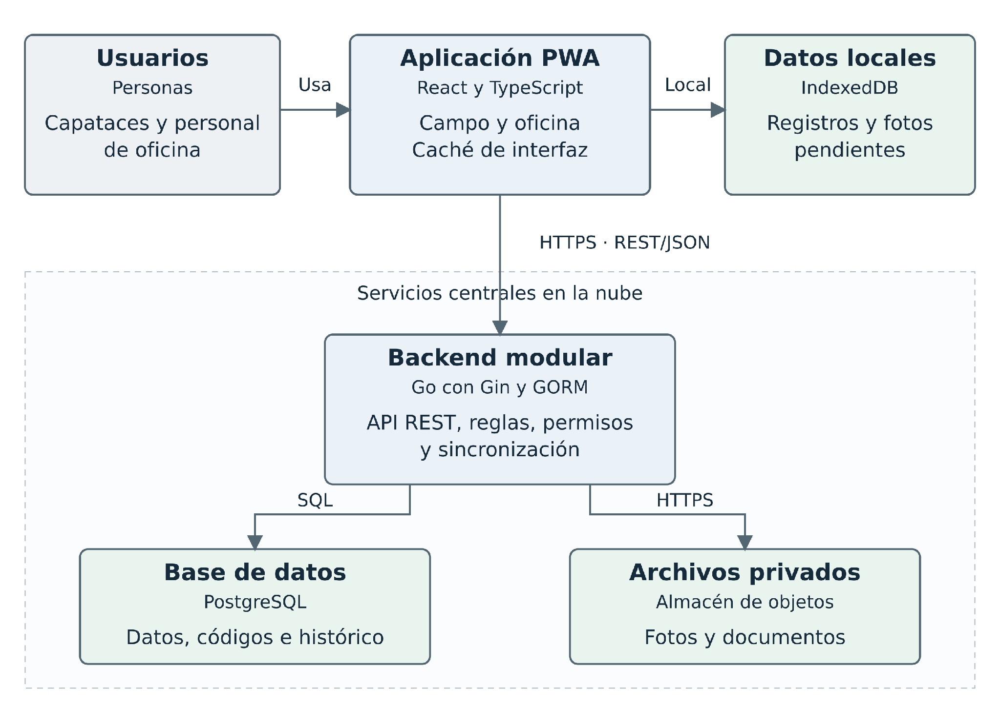 Usuarios
Personas
Capataces y personal
de oficina
Usa
Aplicación PWA
React y TypeScript
Campo y oficina
Caché de interfaz
Local
Datos locales
IndexedDB
Registros y fotos
pendientes
HTTPS · REST/JSON
Servicios centrales en la nube
Backend modular
Go con Gin y GORM
API REST, reglas, permisos
y sincronización
SQL
HTTPS
Base de datos
PostgreSQL
Datos, códigos e histórico
Archivos privados
Almacén de objetos
Fotos y documentos